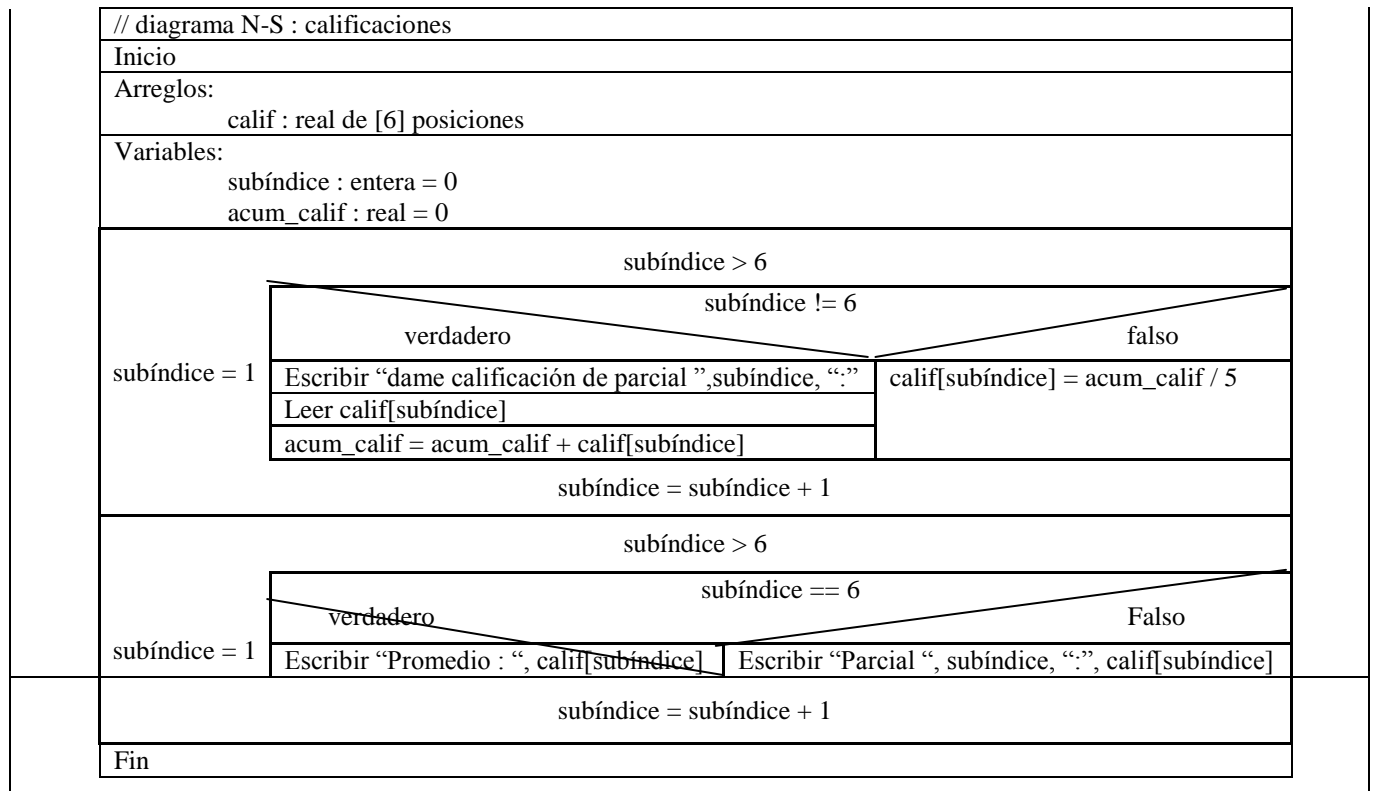 // diagrama N-S : calificaciones
Inicio
Arreglos:
calif : real de [6] posiciones
Variables:
subíndice : entera = 0
acum_calif : real = 0
subíndice > 6
subíndice != 6
verdadero falso
subíndice = 1
Escribir “dame calificación de parcial ”,subíndice, “:”
calif[subíndice] = acum_calif / 5
Leer calif[subíndice]
acum_calif = acum_calif + calif[subíndice]
subíndice = subíndice + 1
subíndice > 6
subíndice == 6
verdadero Falso
subíndice = 1
Escribir “Promedio : “, calif[subíndice]
Escribir “Parcial “, subíndice, “:”, calif[subíndice]
subíndice = subíndice + 1
Fin